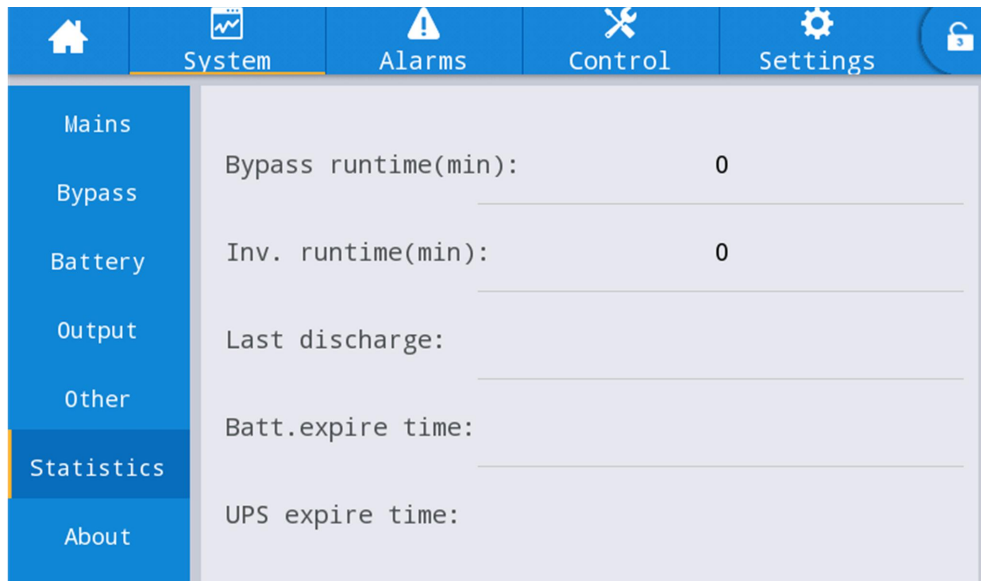 System Alarms Control Settings
Mains
Bypass
Battery
Output
Other
Statistics
About
Bypass runtime(min): 0
Inv. runtime(min): 0
Last discharge:
Batt.expire time:
UPS expire time: